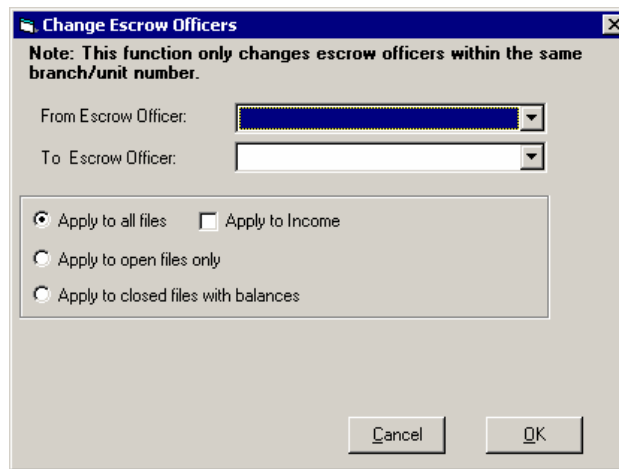 Change Escrow Officers
Note: This function only changes escrow officers within the same
branch/unit number.
From Escrow Officer:
To Escrow Officer:
Apply to all files Apply to Income
Apply to open files only
Apply to closed files with balances
Cancel OK